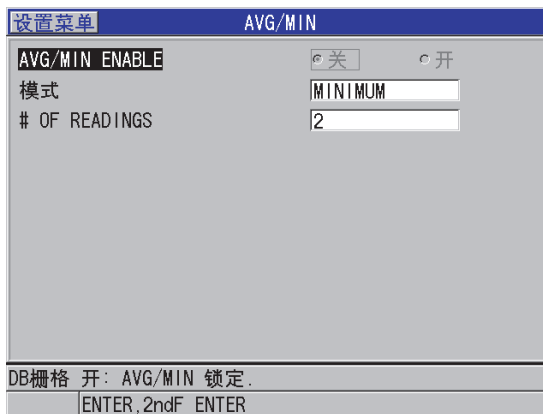 设置菜单 AVG/MIN
AVG/MIN ENABLE 关 开
模式 MINIMUM
# OF READINGS 2
DB栅格 开: AVG/MIN 锁定.
ENTER,2ndF ENTER